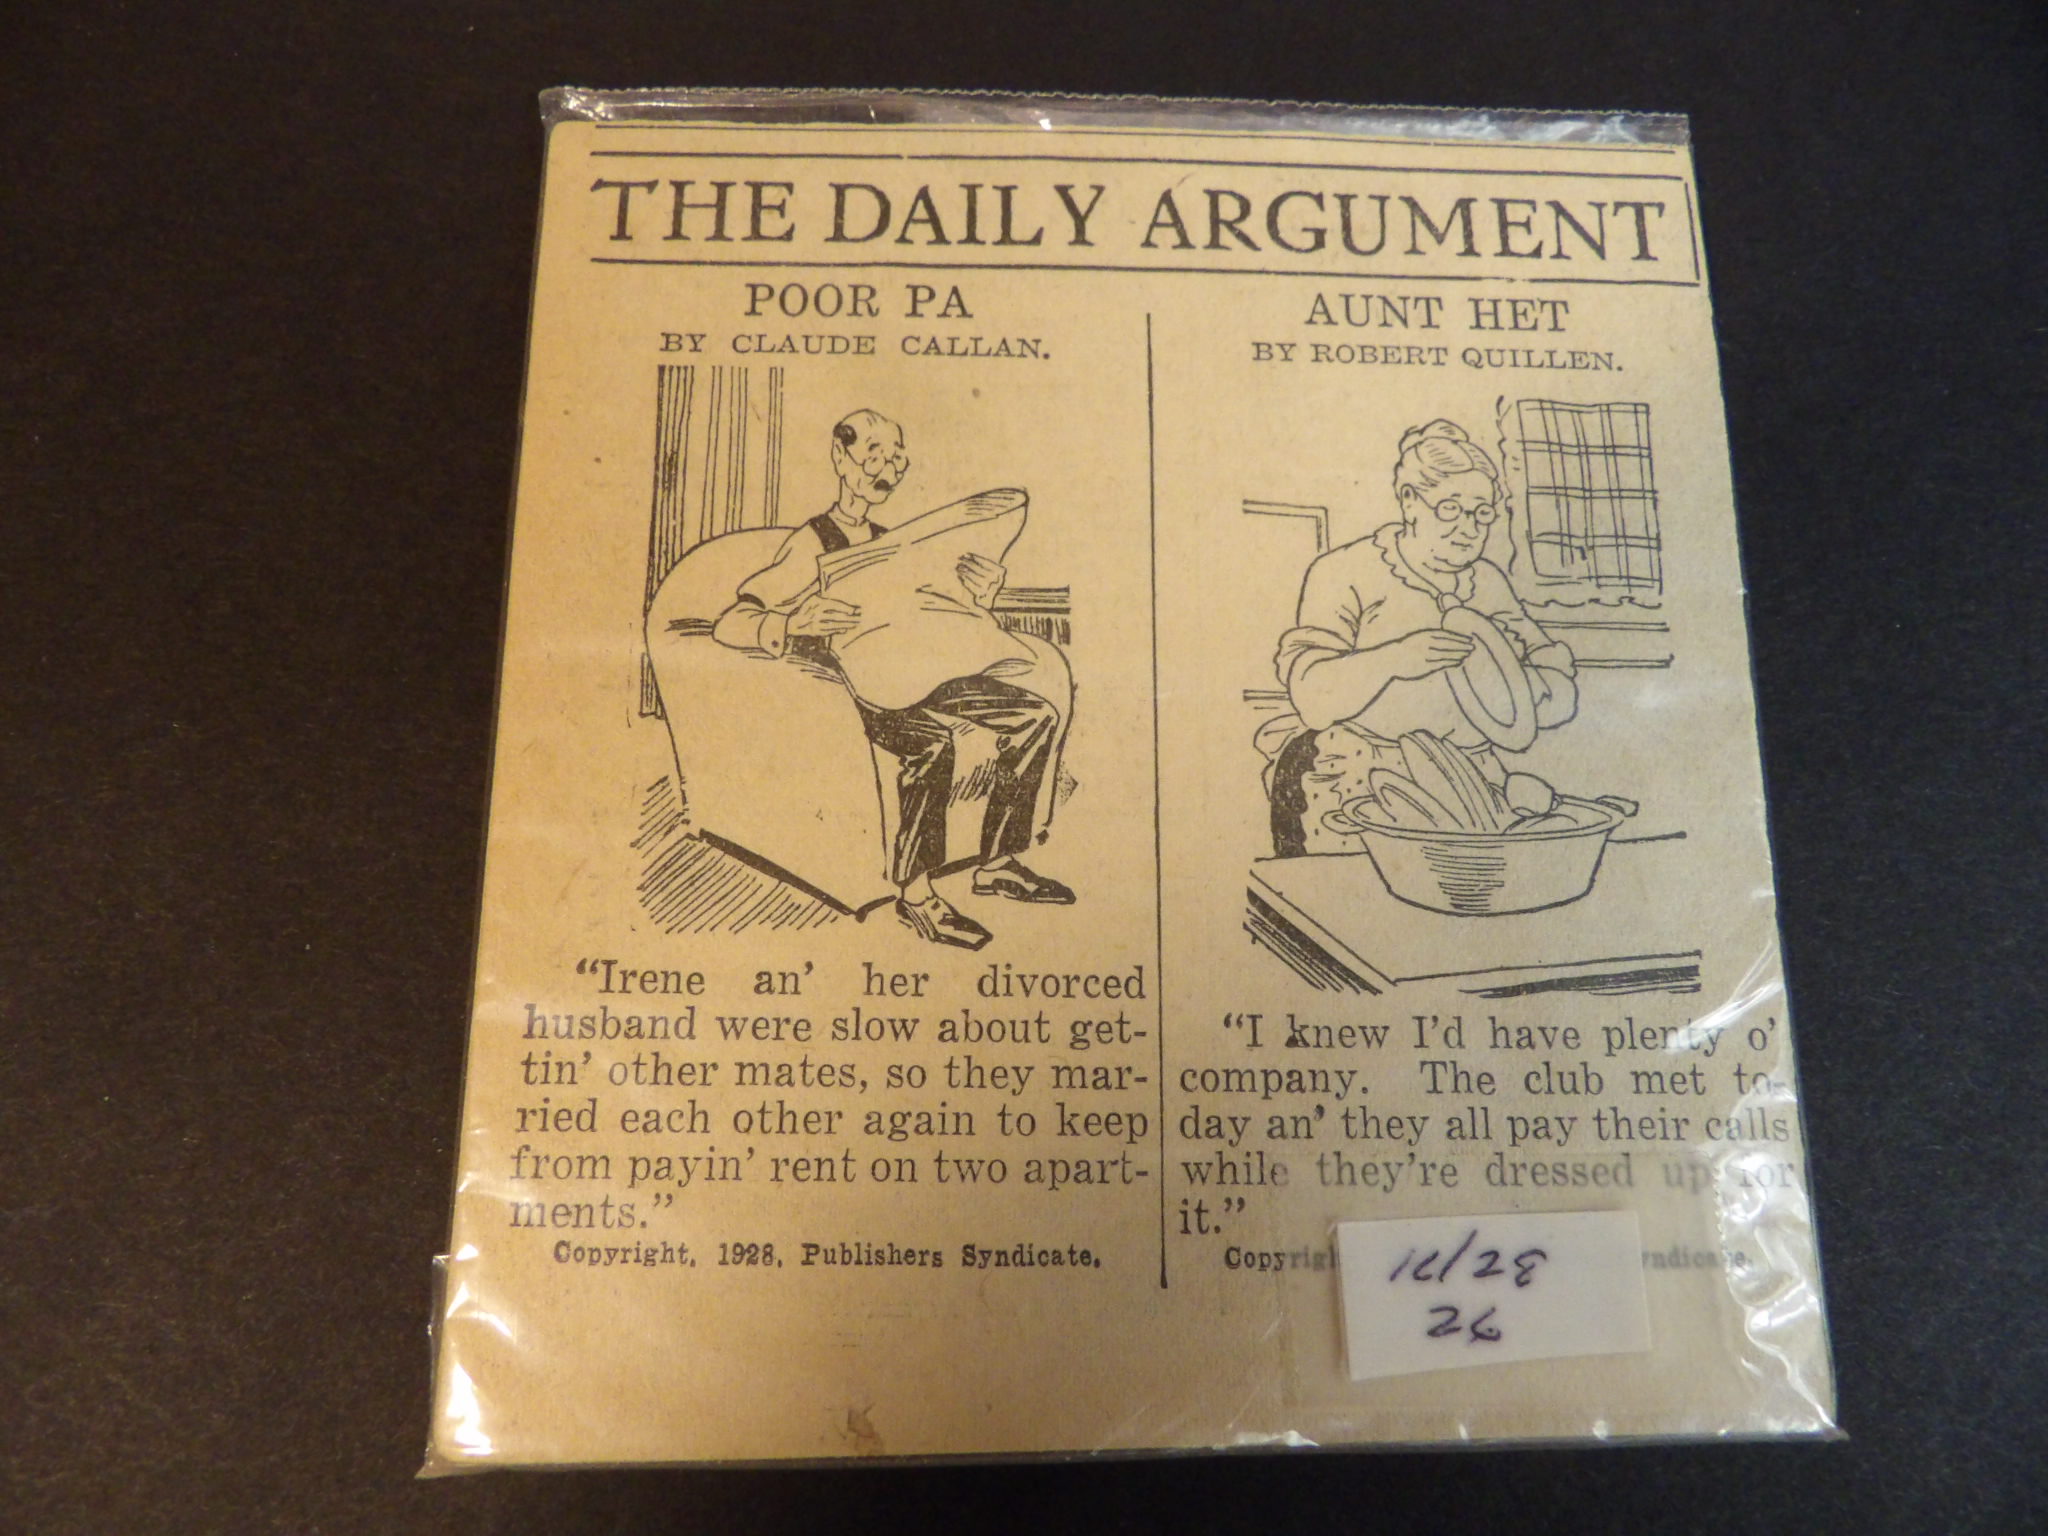 THE DAILY ARGUMENT
POOR PA
BY CLAUDE CALLAN.
"Irene an' her divorced
husband were slow about get-
tin' other mates, so they mar-
ried each other again to keep
from payin' rent on two apart-
ments."
Copyright, 1928, Publishers Syndicate.
AUNT HET
BY ROBERT QUILLEN.
"I knew I'd have plenty o'
company. The club met to-
day an' they all pay their calls
while they're dressed up for
it."
26